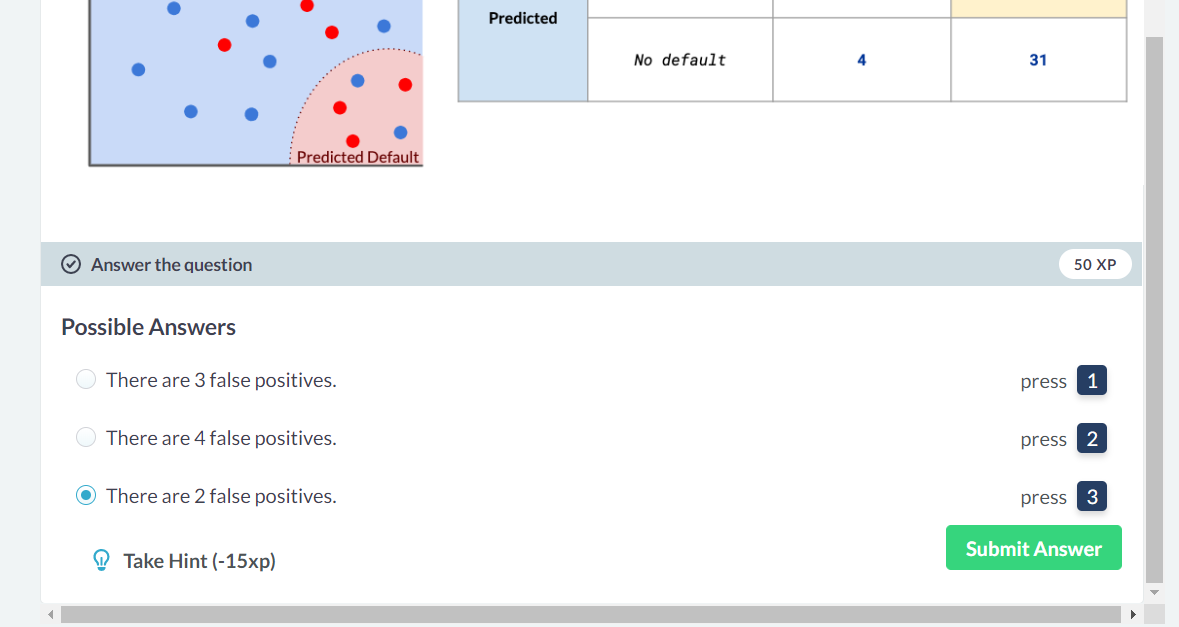 Predicted
No default 4 31
Predicted Default
Answer the question 50 XP
Possible Answers
There are 3 false positives. press 1
There are 4 false positives. press 2
There are 2 false positives. press 3
Take Hint (-15xp) Submit Answer